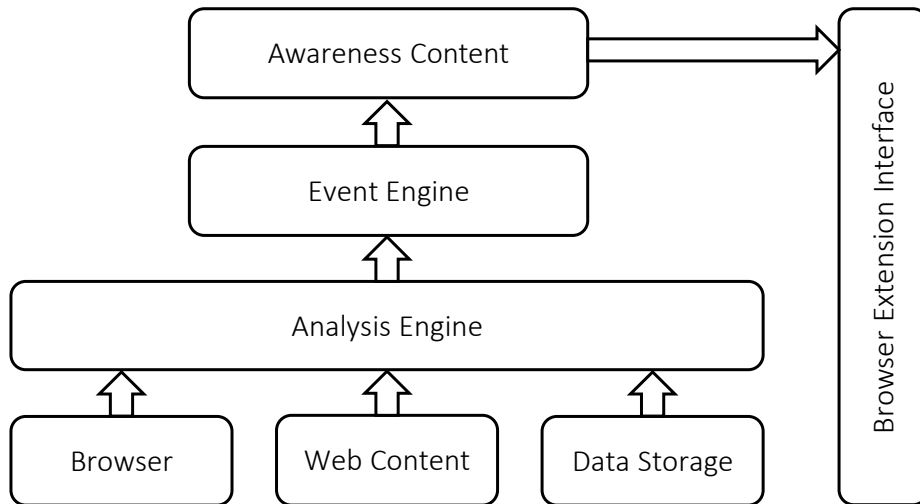 Awareness Content
Event Engine
Analysis Engine
Browser
Web Content
Data Storage
Browser Extension Interface